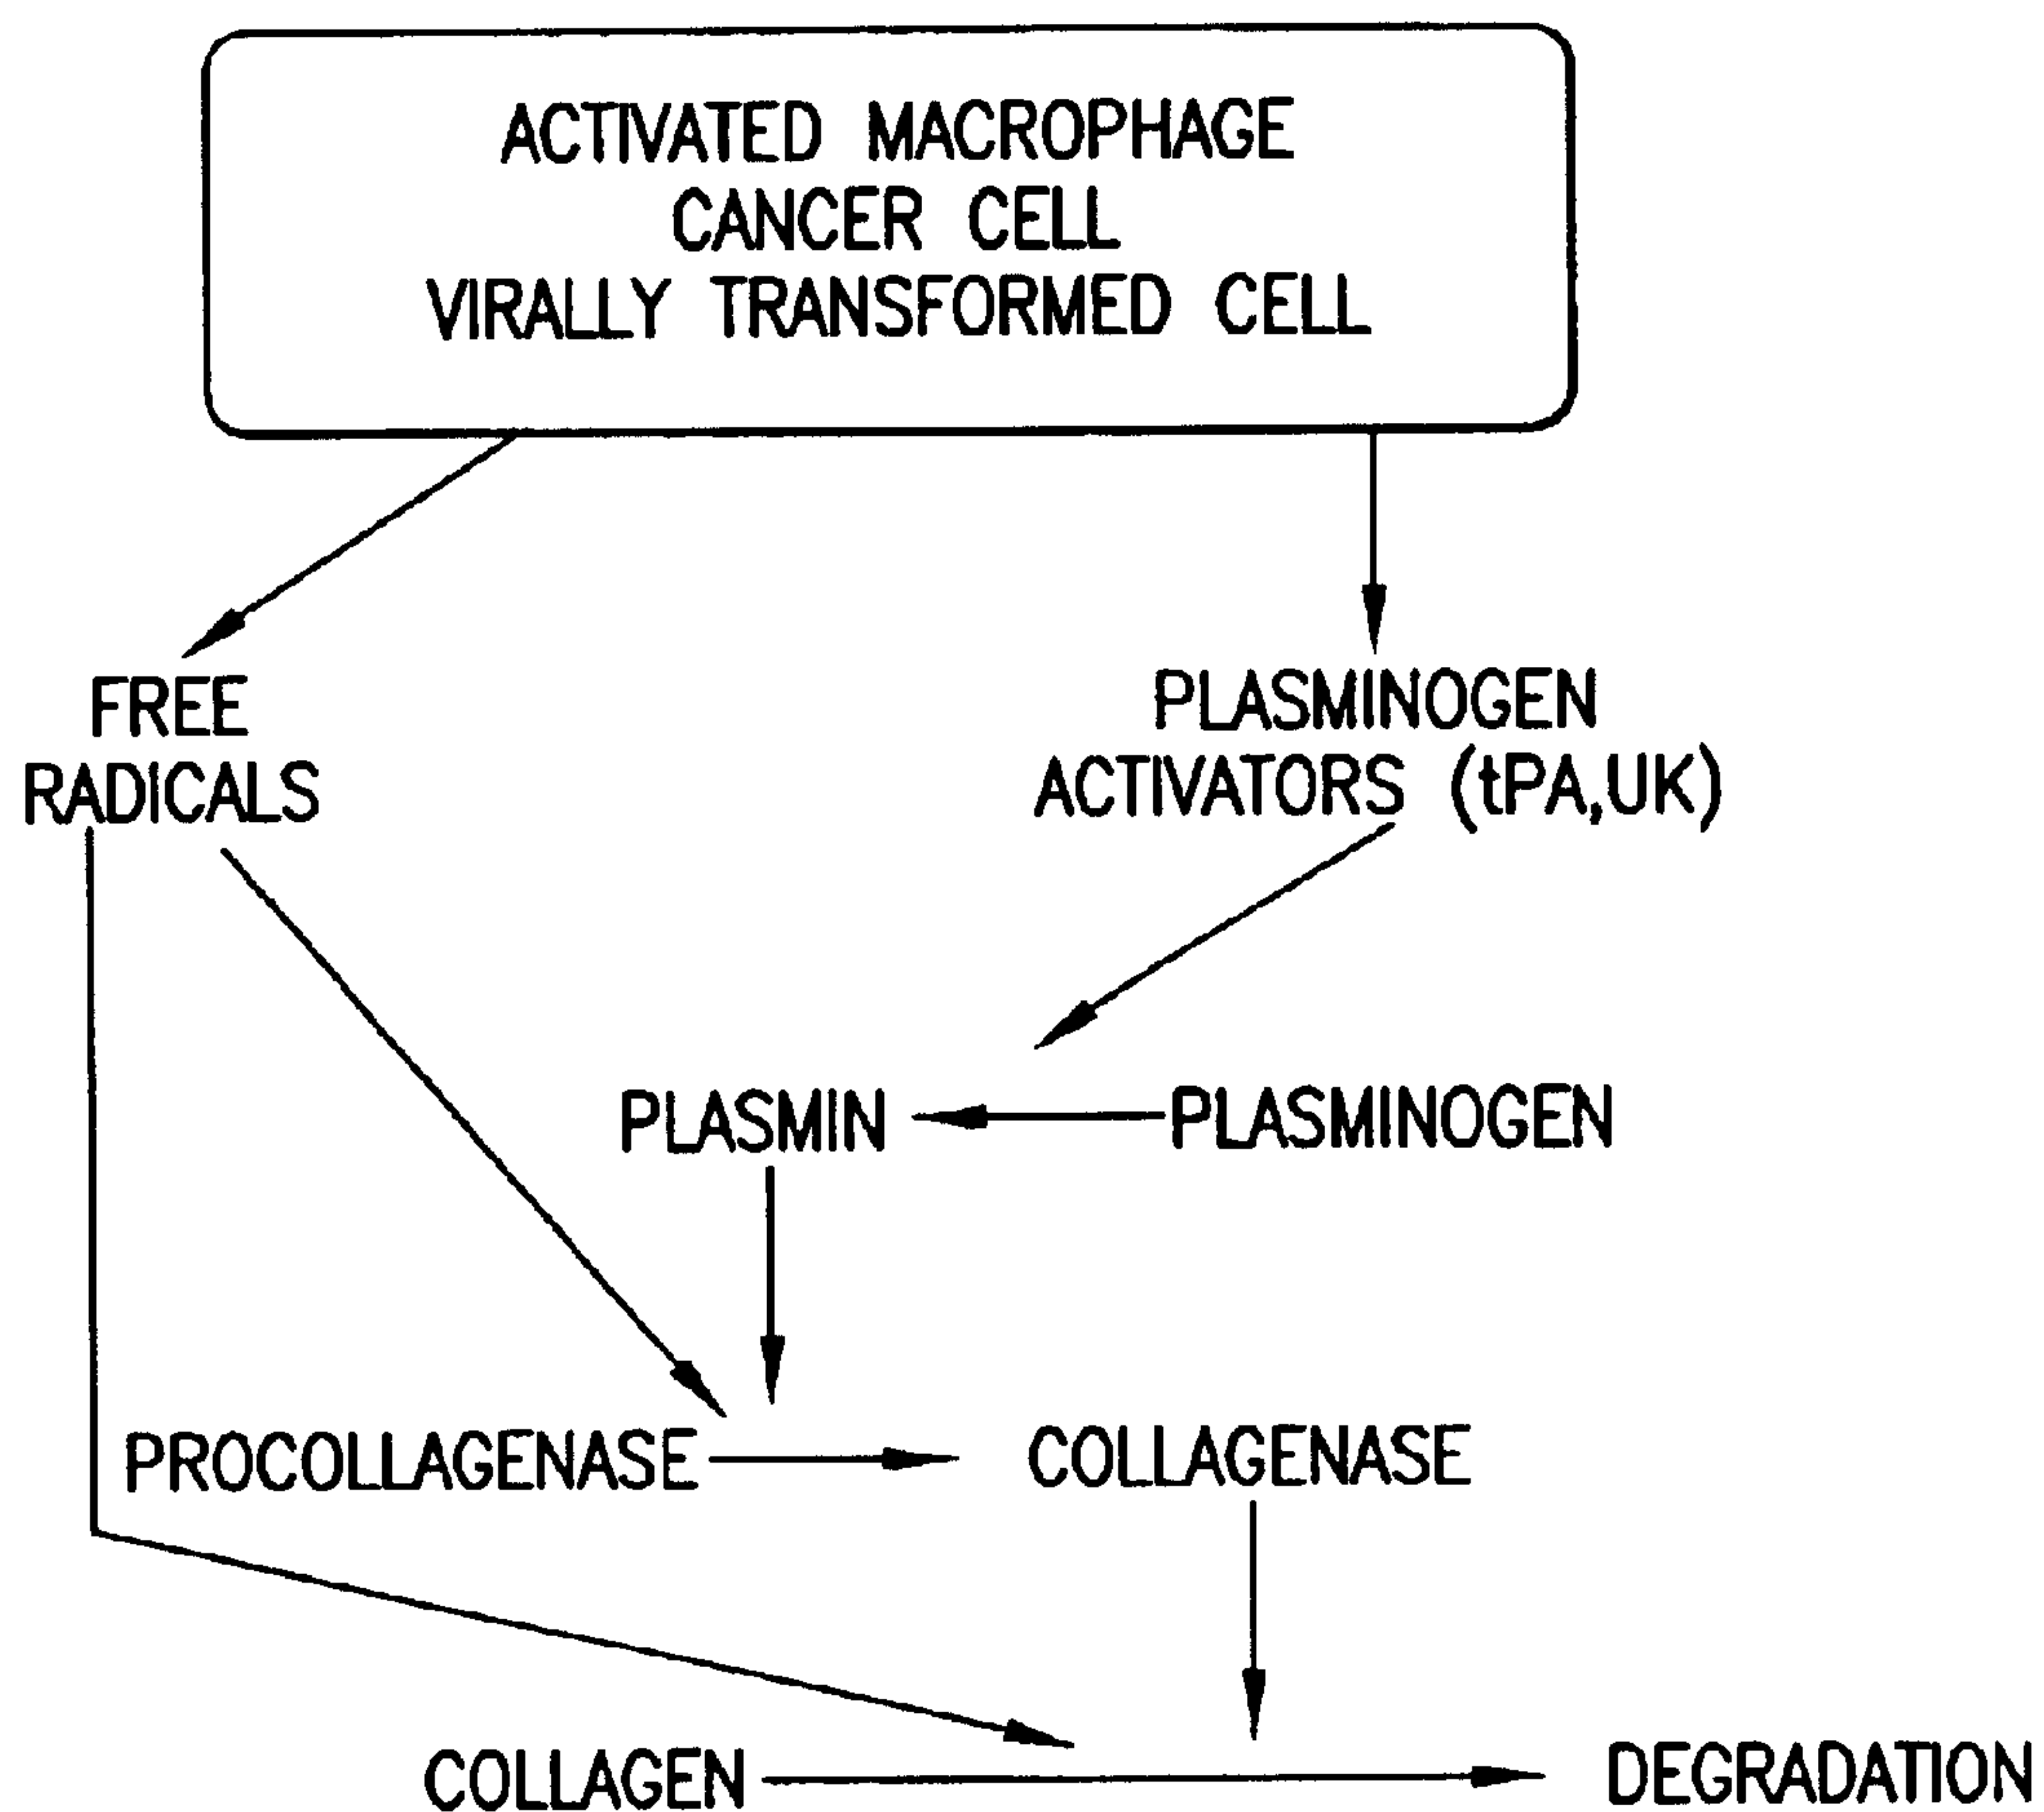 ACTIVATED MACROPHAGE
CANCER CELL
VIRALLY TRANSFORMED CELL
FREE
RADICALS
PLASMINOGEN
ACTIVATORS (tPA,UK)
PLASMIN
PLASMINOGEN
PROCOLLAGENASE
COLLAGENASE
COLLAGEN
DEGRADATION